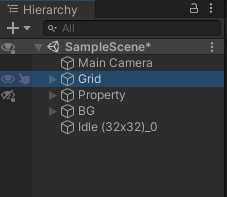 Hierarchy
All
SampleScene*
Main Camera
Grid
Property
BG
Idle (32x32)_0